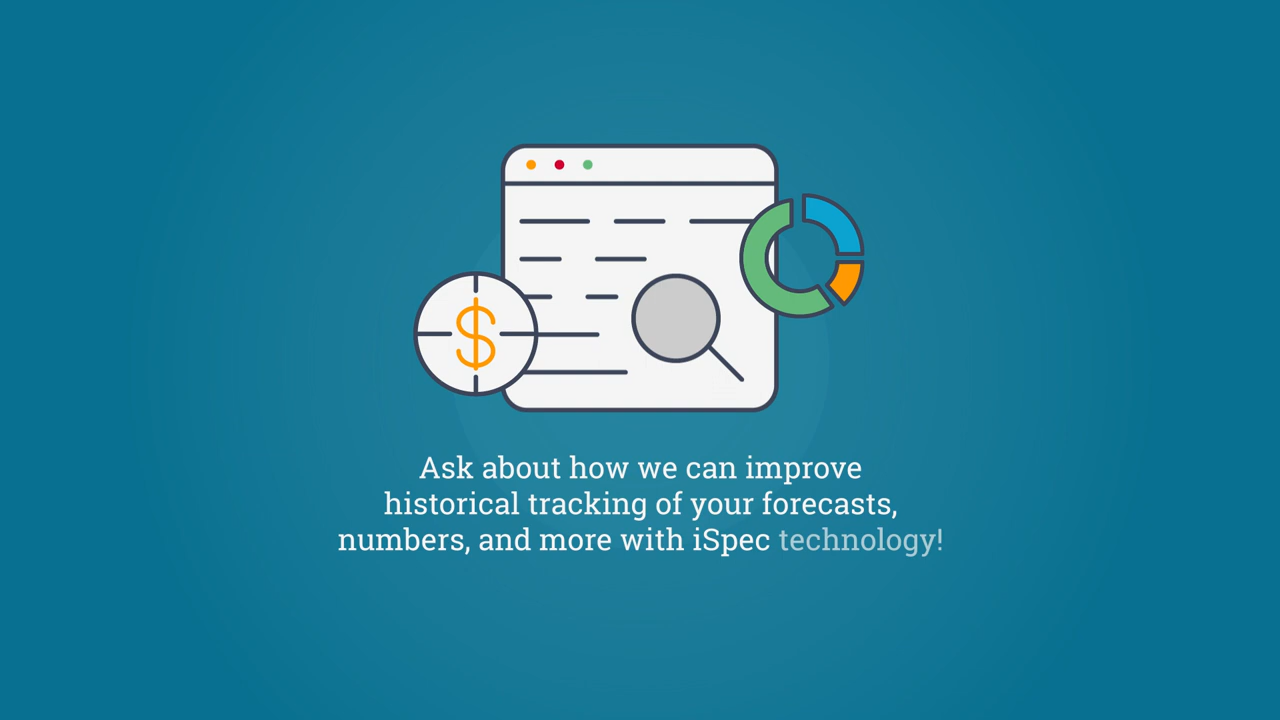 Ask about how we can improve
historical tracking of your forecasts,
numbers, and more with iSpec technology!